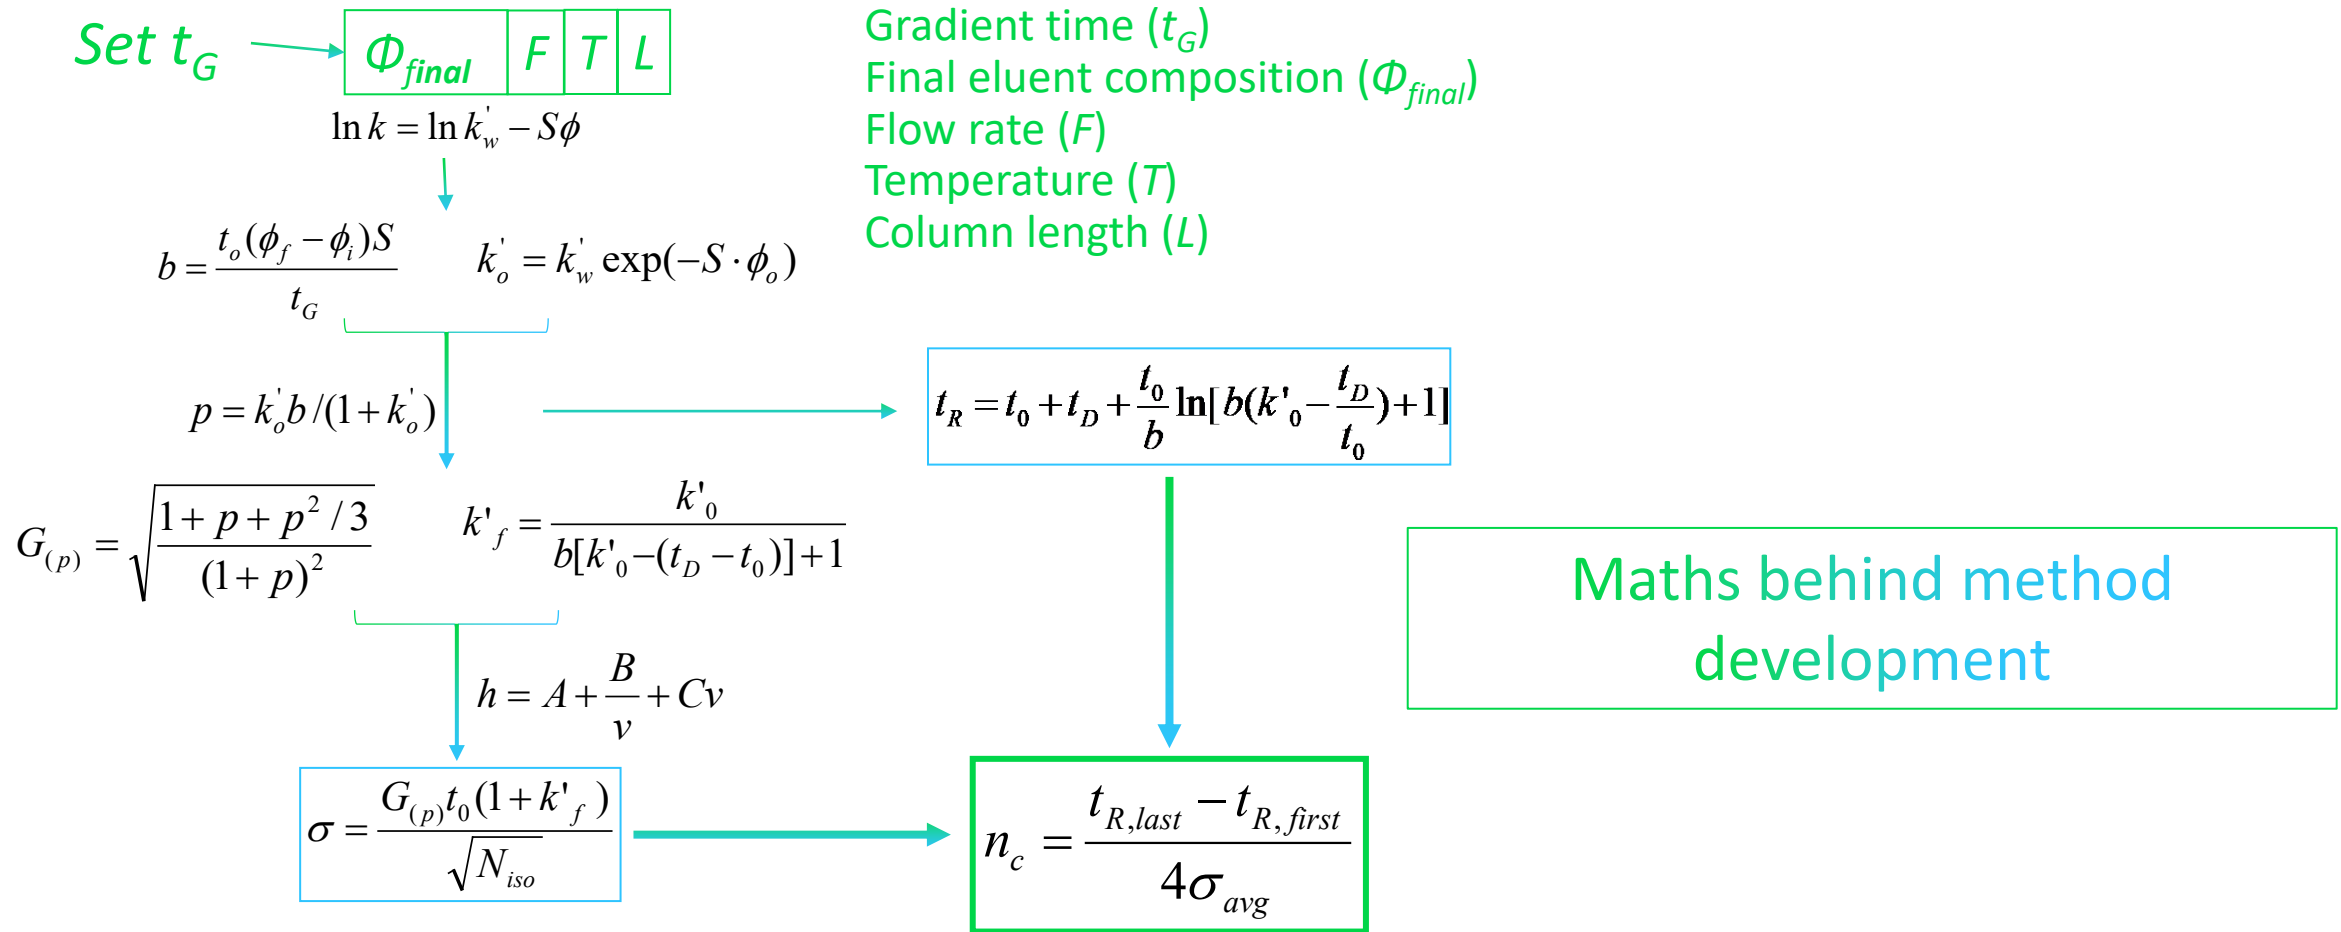 Set t_G
Φ_final F T L
Gradient time (t_G)
Final eluent composition (Φ_final)
Flow rate (F)
Temperature (T)
Column length (L)
ln k = ln k'_w − Sϕ
b = t_o(ϕ_f − ϕ_i)S / t_G
k'_o = k'_w exp(−S · ϕ_o)
p = k'_o b /(1 + k'_o)
t_R = t_0 + t_D + t_0/b ln[b(k'_0 − t_D/t_0) + 1]
G_(p) = √((1 + p + p^2 / 3) / (1 + p)^2)
k'_f = k'_0 / (b[k'_0 −(t_D − t_0)] + 1)
h = A + B/v + Cv
Maths behind method
development
σ = G_(p) t_0 (1 + k'_f) / √N_iso
n_c = (t_R,last − t_R,first) / 4σ_avg